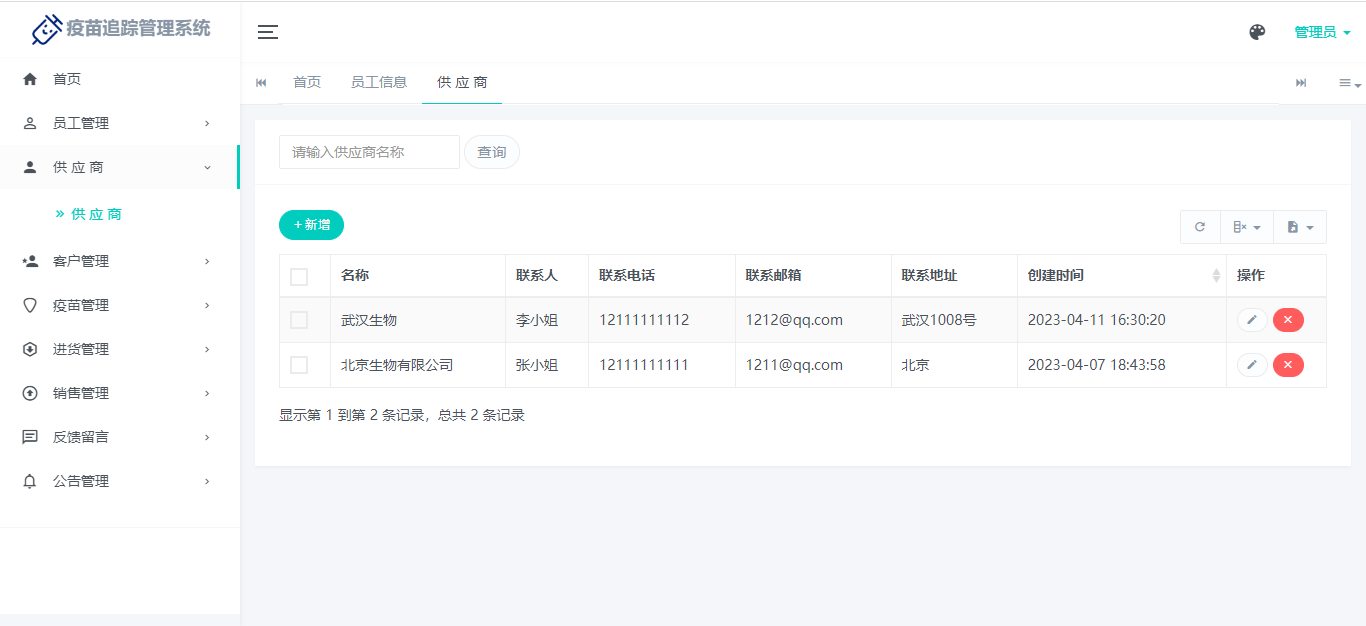 疫苗追踪管理系统
管理员
首页
员工管理
供 应 商
供 应 商
客户管理
疫苗管理
进货管理
销售管理
反馈留言
公告管理
首页 员工信息 供 应 商
请输入供应商名称 查询
+新增
名称 联系人 联系电话 联系邮箱 联系地址 创建时间 操作
武汉生物 李小姐 12111111112 1212@qq.com 武汉1008号 2023-04-11 16:30:20
北京生物有限公司 张小姐 12111111111 1211@qq.com 北京 2023-04-07 18:43:58
显示第 1 到第 2 条记录，总共 2 条记录